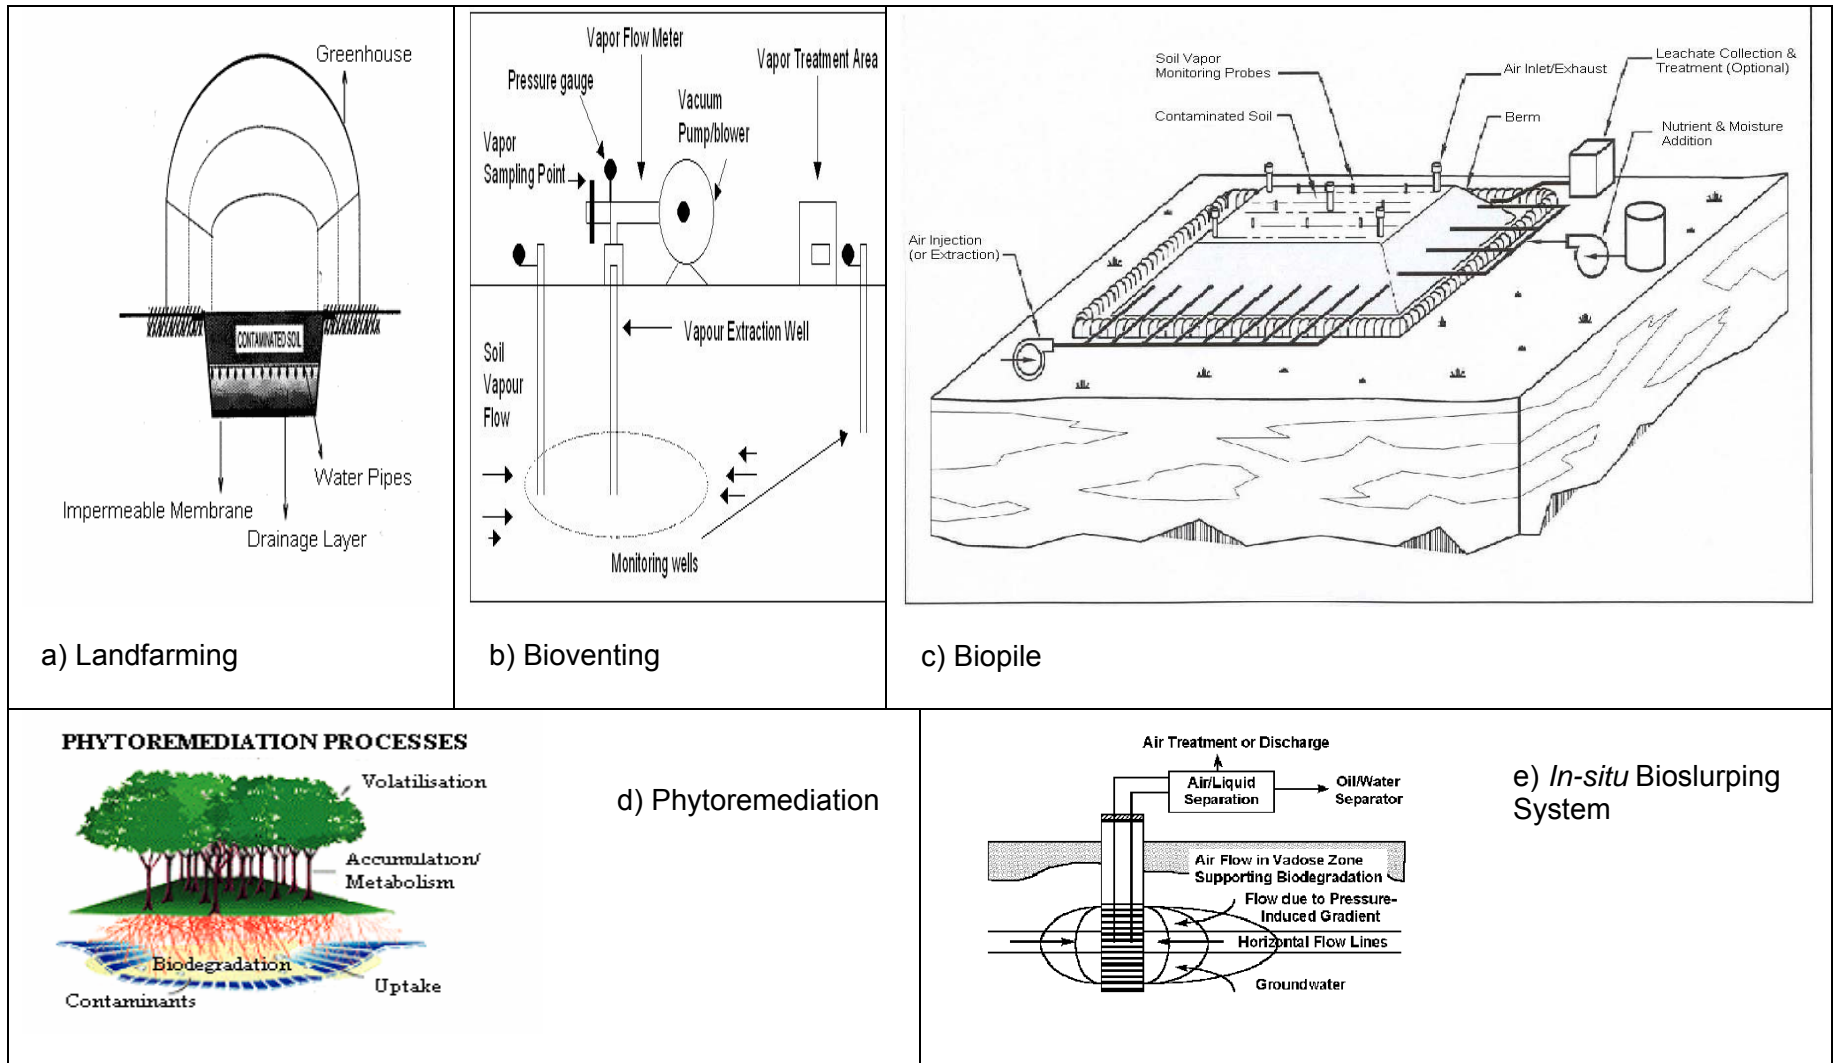 Greenhouse
CONTAMINATED SOIL
Water Pipes
Impermeable Membrane
Drainage Layer
a) Landfarming
Vapor Flow Meter
Vapor Treatment Area
Pressure gauge
Vacuum
Pump/blower
Vapor
Sampling Point
Vapour Extraction Well
Soil
Vapour
Flow
Monitoring wells
b) Bioventing
Soil Vapor
Monitoring Probes
Contaminated Soil
Air Inlet/Exhaust
Berm
Leachate Collection &
Treatment (Optional)
Nutrient & Moisture
Addition
Air Injection
(or Extraction)
c) Biopile
PHYTOREMEDIATION PROCESSES
Volatilisation
Accumulation/
Metabolism
Biodegradation
Contaminants
Uptake
d) Phytoremediation
Air Treatment or Discharge
Air/Liquid
Separation
Oil/Water
Separator
Air Flow in Vadose Zone
Supporting Biodegradation
Flow due to Pressure-
Induced Gradient
Horizontal Flow Lines
Groundwater
e) In-situ Bioslurping
System